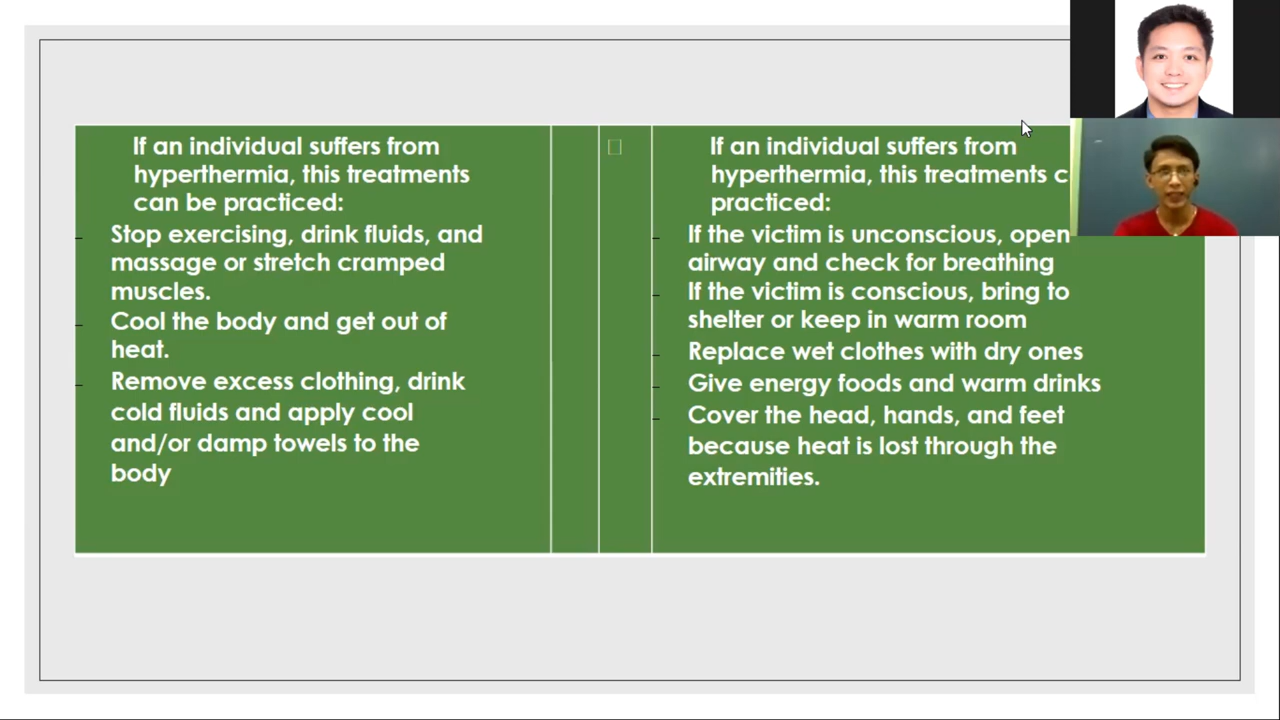 If an individual suffers from
hyperthermia, this treatments
can be practiced:
Stop exercising, drink fluids, and
massage or stretch cramped
muscles.
Cool the body and get out of
heat.
Remove excess clothing, drink
cold fluids and apply cool
and/or damp towels to the
body
If an individual suffers from
hyperthermia, this treatments c
practiced:
If the victim is unconscious, open
airway and check for breathing
If the victim is conscious, bring to
shelter or keep in warm room
Replace wet clothes with dry ones
Give energy foods and warm drinks
Cover the head, hands, and feet
because heat is lost through the
extremities.